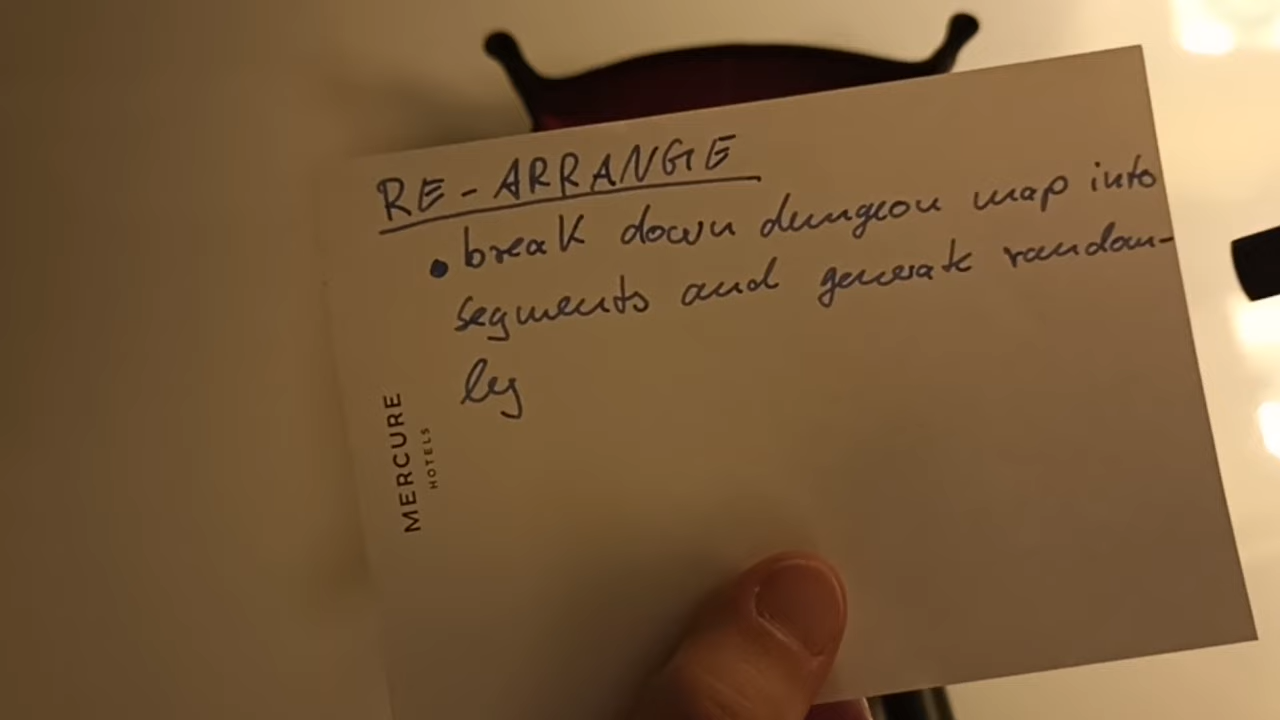 RE-ARRANGE
• break down dungeon map into
segments and generate random-
ly
MERCURE
HOTELS